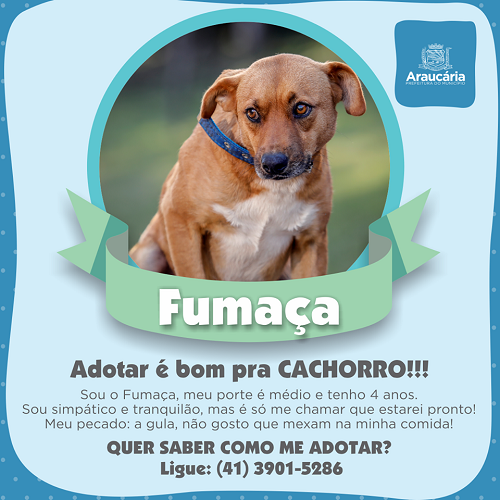 Araucária
PREFEITURA DO MUNICÍPIO
Fumaça
Adotar é bom pra CACHORRO!!!
Sou o Fumaça, meu porte é médio e tenho 4 anos.
Sou simpático e tranquilão, mas é só me chamar que estarei pronto!
Meu pecado: a gula, não gosto que mexam na minha comida!
QUER SABER COMO ME ADOTAR?
Ligue: (41) 3901-5286